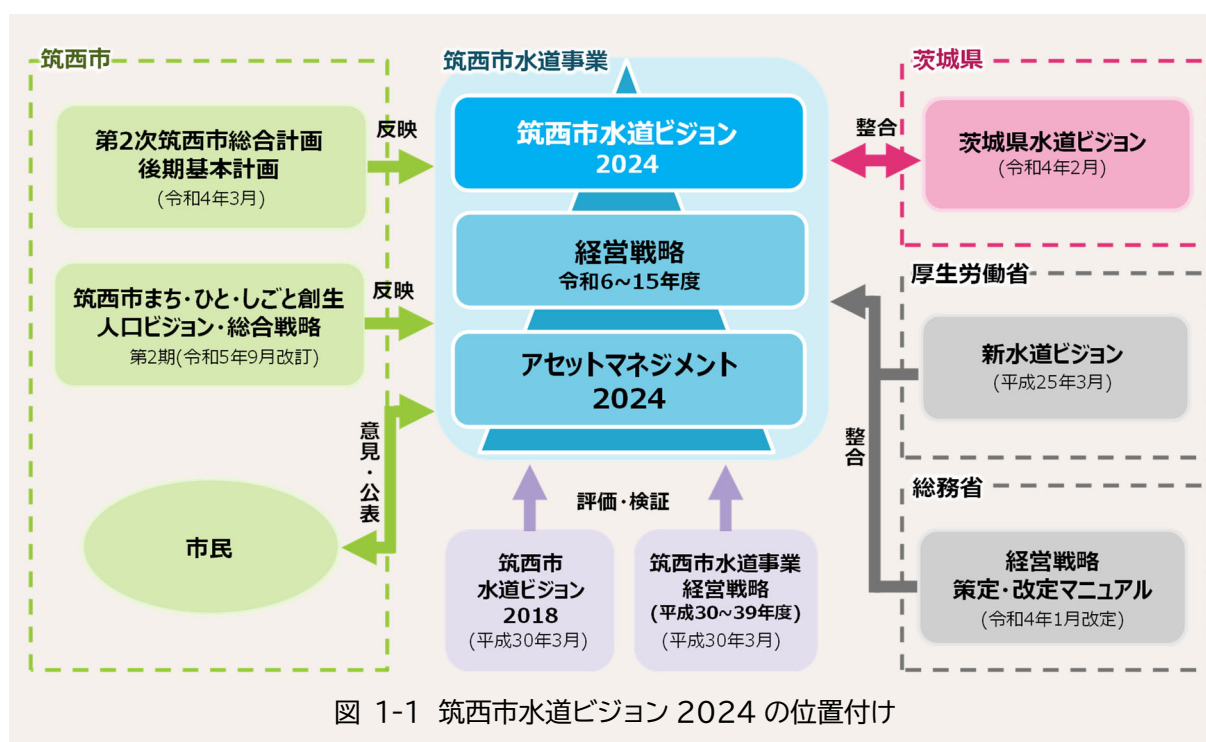 筑西市
第2次筑西市総合計画
後期基本計画
(令和4年3月)
反映
筑西市まち・ひと・しごと創生
人口ビジョン・総合戦略
第2期(令和5年9月改訂)
反映
意見・公表
市民
筑西市水道事業
筑西市水道ビジョン
2024
経営戦略
令和6~15年度
アセットマネジメント
2024
評価・検証
筑西市
水道ビジョン
2018
(平成30年3月)
筑西市水道事業
経営戦略
(平成30~39年度)
(平成30年3月)
茨城県
整合
茨城県水道ビジョン
(令和4年2月)
厚生労働省
新水道ビジョン
(平成25年3月)
整合
総務省
経営戦略
策定・改定マニュアル
(令和4年1月改定)
図 1-1 筑西市水道ビジョン 2024 の位置付け